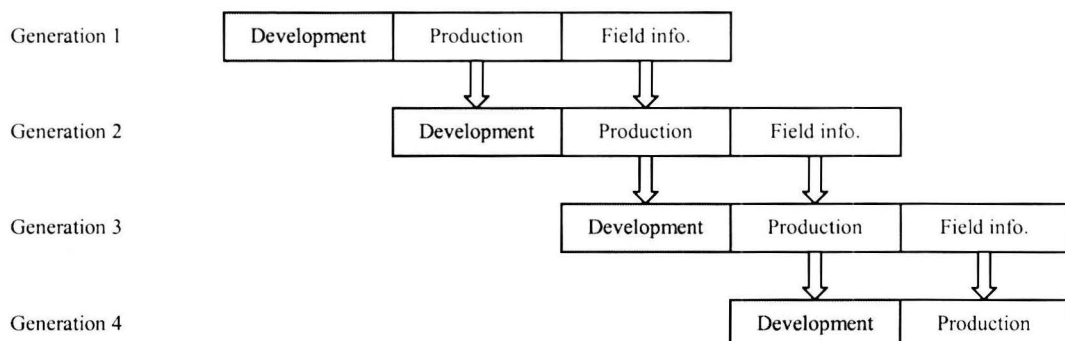 Generation 1 Development Production Field info.
Generation 2 Development Production Field info.
Generation 3 Development Production Field info.
Generation 4 Development Production